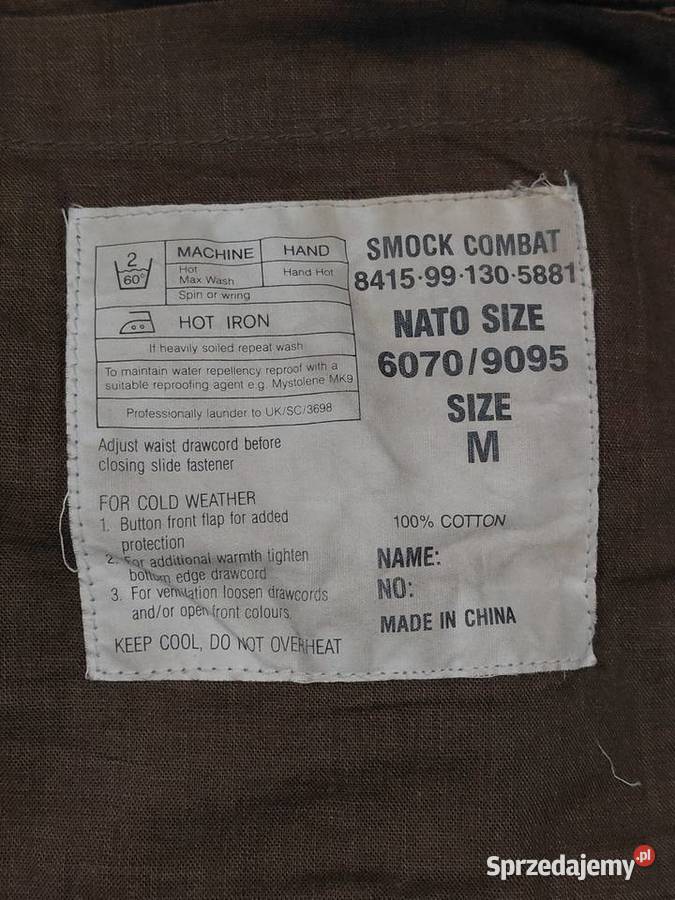 2
60°
MACHINE
HAND
Hot
Max Wash
Hand Hot
Spin or wring
HOT IRON
If heavily soiled repeat wash
To maintain water repellency reproof with a
suitable reproofing agent e.g. Mystolene MK9
Professionally launder to UK/SC/3698
Adjust waist drawcord before
closing slide fastener
FOR COLD WEATHER
1. Button front flap for added
protection
2. For additional warmth tighten
bottom edge drawcord
3. For ventilation loosen drawcords
and/or open front colours.
KEEP COOL, DO NOT OVERHEAT
SMOCK COMBAT
8415·99·130·5881
NATO SIZE
6070/9095
SIZE
M
100% COTTON
NAME:
NO:
MADE IN CHINA
Sprzedajemy.pl